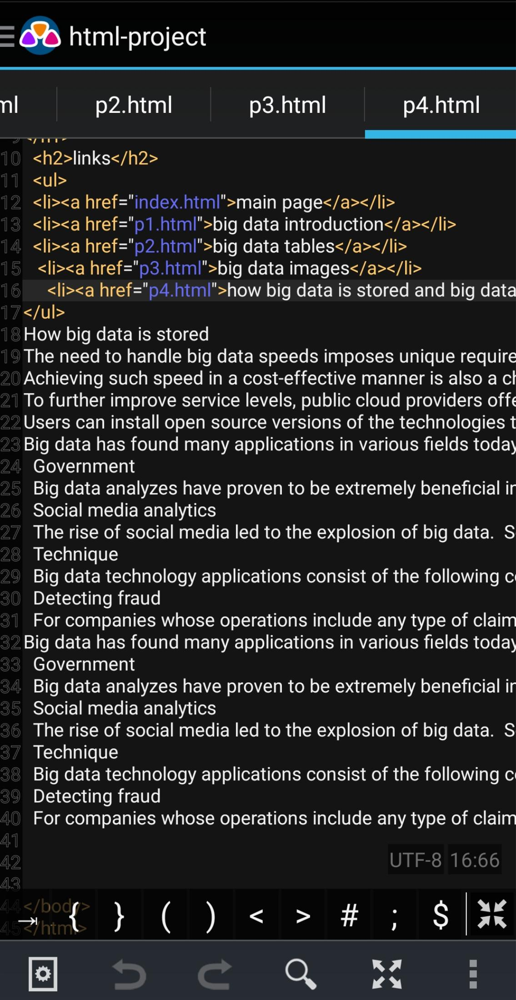 html-project
ml p2.html p3.html p4.html
9 </h1>
10 <h2>links</h2>
11 <ul>
12 <li><a href="index.html">main page</a></li>
13 <li><a href="p1.html">big data introduction</a></li>
14 <li><a href="p2.html">big data tables</a></li>
15 <li><a href="p3.html">big data images</a></li>
16 <li><a href="p4.html">how big data is stored and big data
17 </ul>
18 How big data is stored
19 The need to handle big data speeds imposes unique require
20 Achieving such speed in a cost-effective manner is also a ch
21 To further improve service levels, public cloud providers offe
22 Users can install open source versions of the technologies t
23 Big data has found many applications in various fields today
24 Government
25 Big data analyzes have proven to be extremely beneficial in
26 Social media analytics
27 The rise of social media led to the explosion of big data.  S
28 Technique
29 Big data technology applications consist of the following co
30 Detecting fraud
31 For companies whose operations include any type of claim
32 Big data has found many applications in various fields today
33 Government
34 Big data analyzes have proven to be extremely beneficial in
35 Social media analytics
36 The rise of social media led to the explosion of big data.  S
37 Technique
38 Big data technology applications consist of the following co
39 Detecting fraud
40 For companies whose operations include any type of claim
41
42
UTF-8 16:66
43
44 </body>
{ } ( ) < > # ; $
45 </html>